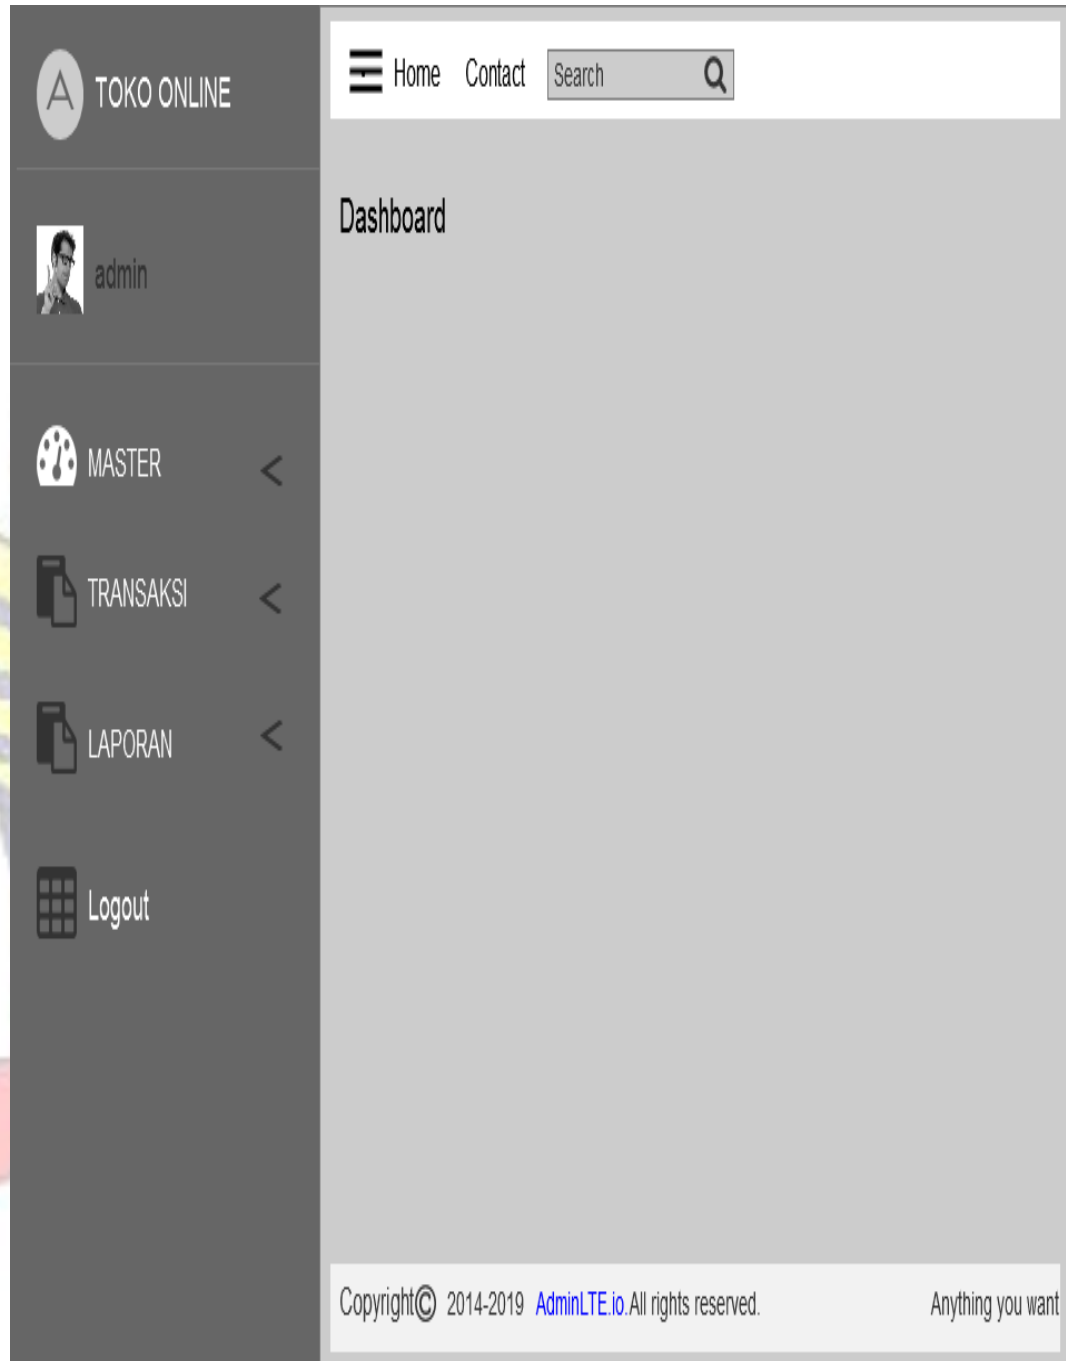 A TOKO ONLINE
admin
MASTER
TRANSAKSI
LAPORAN
Logout
Home Contact Search
Dashboard
Copyright© 2014-2019 AdminLTE.io. All rights reserved. Anything you want